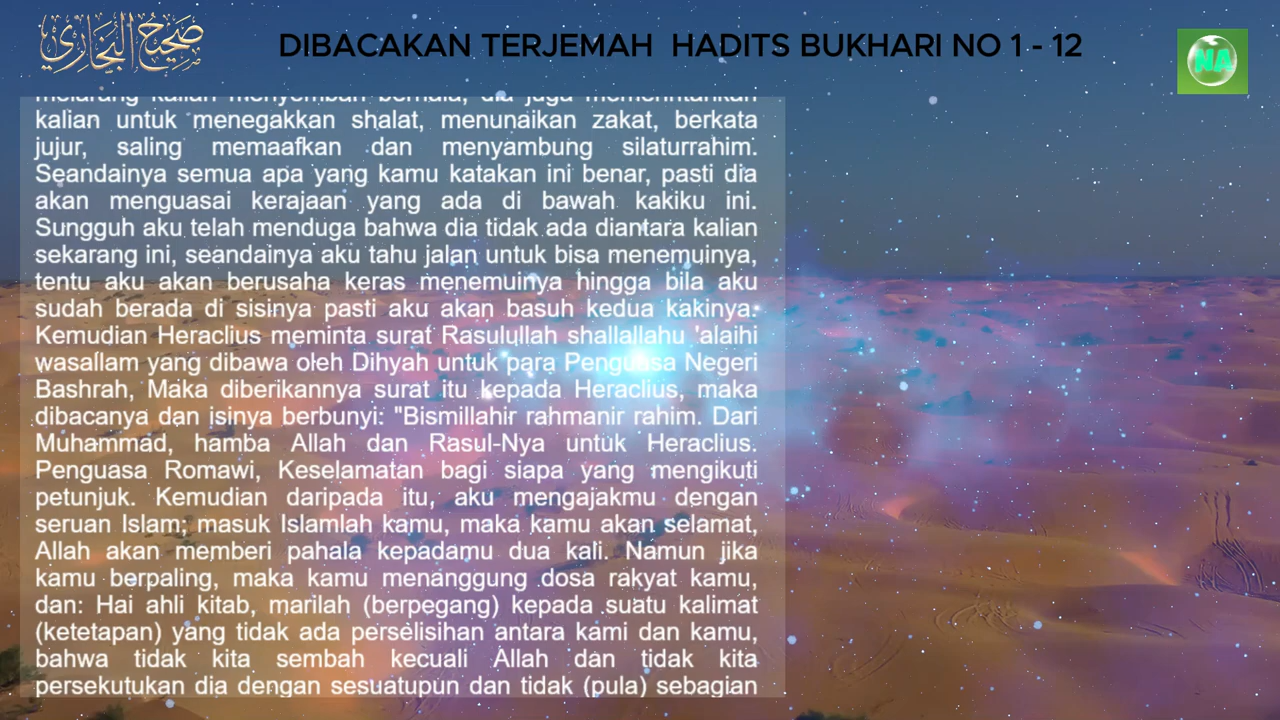 صحيح البخاري
DIBACAKAN TERJEMAH HADITS BUKHARI NO 1 - 12
NA
melarang kalian menyembah berhala, dia juga memerintahkan
kalian untuk menegakkan shalat, menunaikan zakat, berkata
jujur, saling memaafkan dan menyambung silaturrahim.
Seandainya semua apa yang kamu katakan ini benar, pasti dia
akan menguasai kerajaan yang ada di bawah kakiku ini.
Sungguh aku telah menduga bahwa dia tidak ada diantara kalian
sekarang ini, seandainya aku tahu jalan untuk bisa menemuinya,
tentu aku akan berusaha keras menemuinya hingga bila aku
sudah berada di sisinya pasti aku akan basuh kedua kakinya.
Kemudian Heraclius meminta surat Rasulullah shallallahu 'alaihi
wasallam yang dibawa oleh Dihyah untuk para Penguasa Negeri
Bashrah, Maka diberikannya surat itu kepada Heraclius, maka
dibacanya dan isinya berbunyi: "Bismillahir rahmanir rahim. Dari
Muhammad, hamba Allah dan Rasul-Nya untuk Heraclius.
Penguasa Romawi, Keselamatan bagi siapa yang mengikuti
petunjuk. Kemudian daripada itu, aku mengajakmu dengan
seruan Islam; masuk Islamlah kamu, maka kamu akan selamat,
Allah akan memberi pahala kepadamu dua kali. Namun jika
kamu berpaling, maka kamu menanggung dosa rakyat kamu,
dan: Hai ahli kitab, marilah (berpegang) kepada suatu kalimat
(ketetapan) yang tidak ada perselisihan antara kami dan kamu,
bahwa tidak kita sembah kecuali Allah dan tidak kita
persekutukan dia dengan sesuatupun dan tidak (pula) sebagian